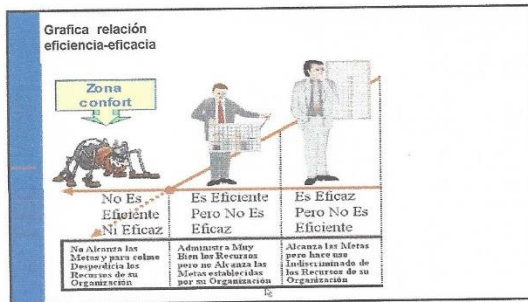 Grafica relación
eficiencia-eficacia
Zona
confort
No Es
Eficiente
Ni Eficaz
Es Eficiente
Pero No Es
Eficaz
Es Eficaz
Pero No Es
Eficiente
No Alcanza las
Metas y para colmo
Desperdicia los
Recursos de su
Organización
Administra Muy
Bien los Recursos
pero no Alcanza las
Metas establecidas
por su Organización
Alcanza las Metas
pero hace uso
Indiscriminado de
los Recursos de su
Organización